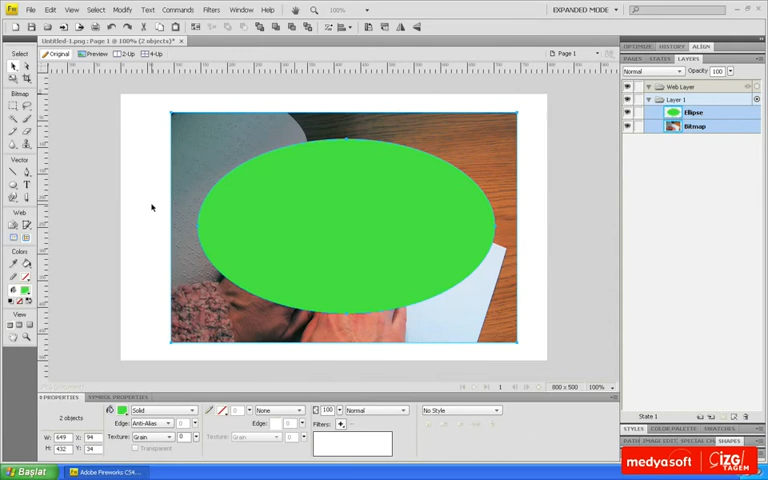 Fw File Edit View Select Modify Text Commands Filters Window Help 100% EXPANDED MODE
Untitled-1.png : Page 1 @ 100% (2 objects)*
Original Preview 2-Up 4-Up Page 1
Select
Bitmap
Vector
Web
Colors
View
OPTIMIZE HISTORY ALIGN
PAGES STATES LAYERS
Normal Opacity 100
Web Layer
Layer 1
Ellipse
Bitmap
State 1
STYLES COLOR PALETTE SWATCHES
PATH IMAGE EDIT SPECIAL CH SHAPES
1 800 x 500 100%
PROPERTIES SYMBOL PROPERTIES
2 objects
Solid
Edge: Anti-Alias
Texture: Grain 0
Transparent
None
Edge:
Texture: Grain 0
100 Normal
Filters:
No Style
W: 649 X: 94
H: 432 Y: 34
Başlat
Fw Adobe Fireworks CS4...
medyasoft
ÇİZGİ
TAGEM